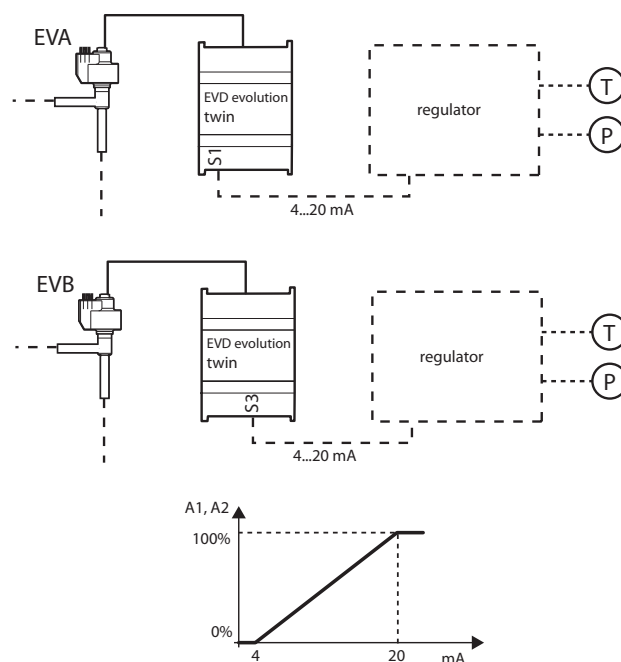 EVA
EVD evolution
twin
S1
regulator
T
P
4...20 mA
EVB
EVD evolution
twin
S3
regulator
T
P
4...20 mA
A1, A2
100%
0%
4
20
mA